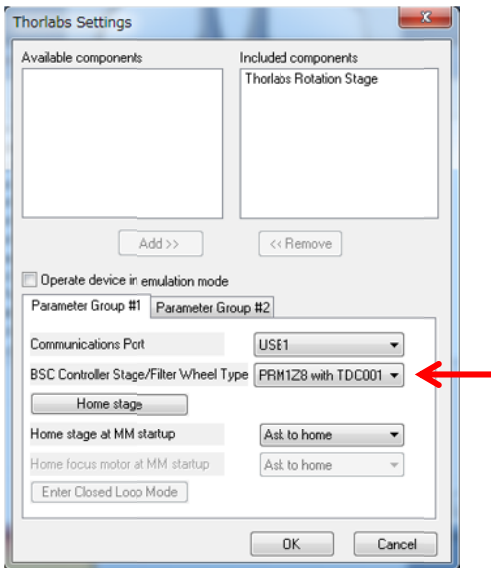 Thorlabs Settings
x
Available components
Included components
Thorlabs Rotation Stage
Add >>
<< Remove
Operate device in emulation mode
Parameter Group #1
Parameter Group #2
Communications Port
USB1
BSC Controller Stage/Filter Wheel Type
PRM1Z8 with TDC001
Home stage
Home stage at MM startup
Ask to home
Home focus motor at MM startup
Ask to home
Enter Closed Loop Mode
OK
Cancel